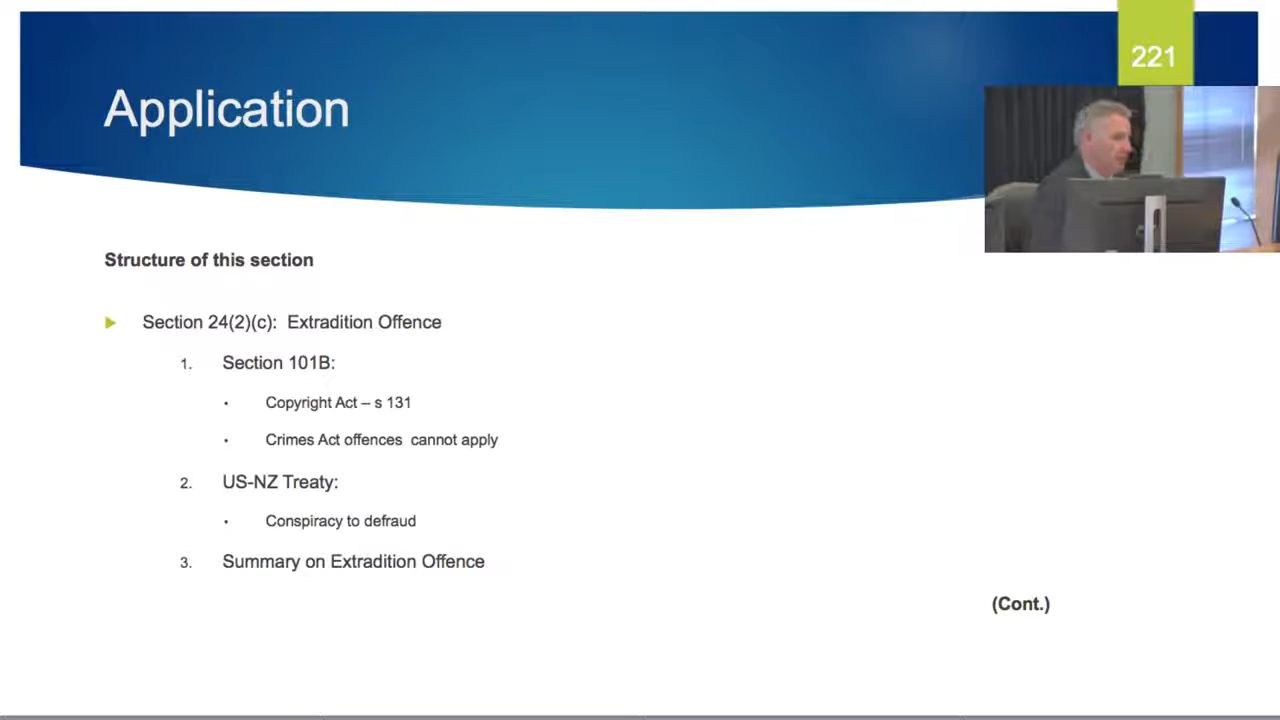 221
Application
Structure of this section
Section 24(2)(c): Extradition Offence
1. Section 101B:
• Copyright Act – s 131
• Crimes Act offences cannot apply
2. US-NZ Treaty:
• Conspiracy to defraud
3. Summary on Extradition Offence
(Cont.)